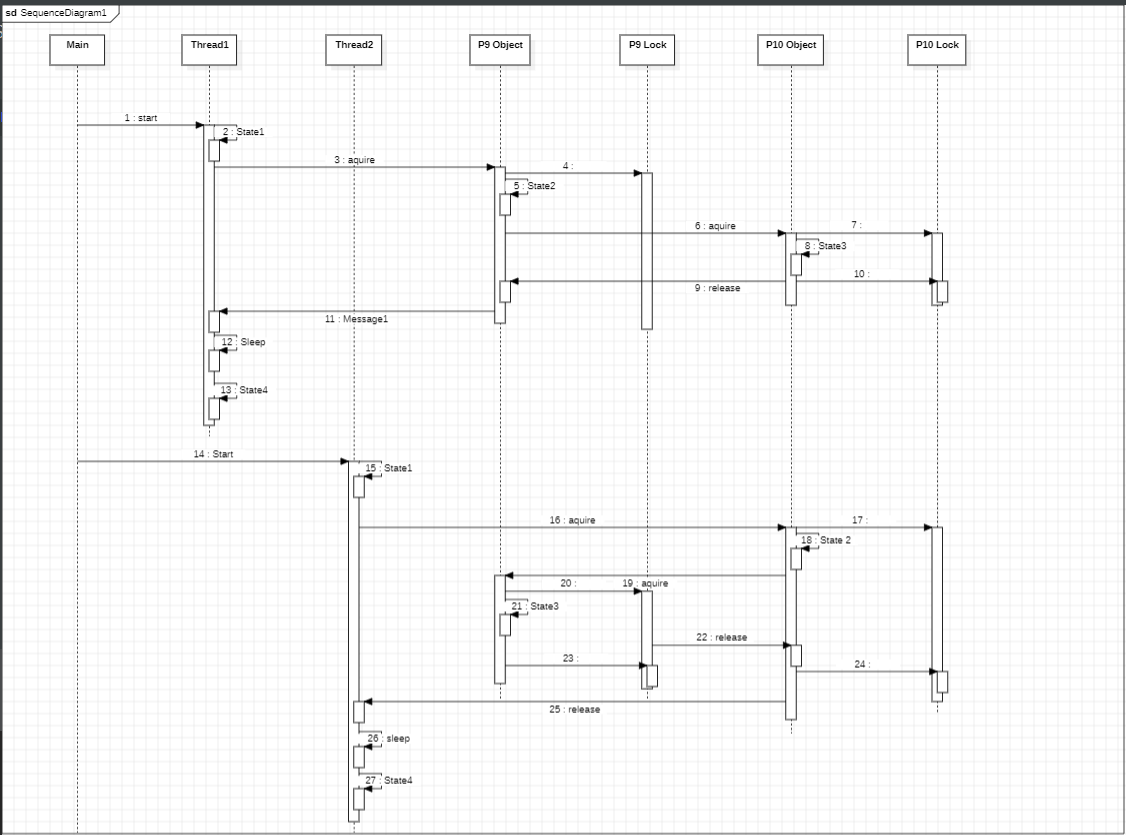 sd SequenceDiagram1
Main
Thread1
Thread2
P9 Object
P9 Lock
P10 Object
P10 Lock
1 : start
2 : State1
3 : aquire
4 :
5 : State2
6 : aquire
7 :
8 : State3
9 : release
10 :
11 : Message1
12 : Sleep
13 : State4
14 : Start
15 : State1
16 : aquire
17 :
18 : State 2
19 : aquire
20 :
21 : State3
22 : release
23 :
24 :
25 : release
26 : sleep
27 : State4